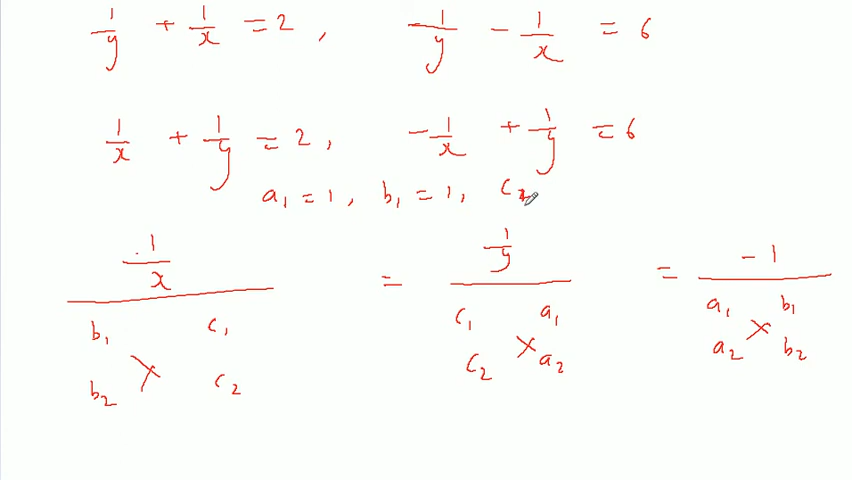 1/y + 1/x = 2 , 1/y - 1/x = 6
1/x + 1/y = 2 , -1/x + 1/y = 6
a₁ = 1 , b₁ = 1 ,
1/x = 1/y = -1
b₁ c₁ c₁ a₁ a₁ b₁
b₂ c₂ c₂ a₂ a₂ b₂